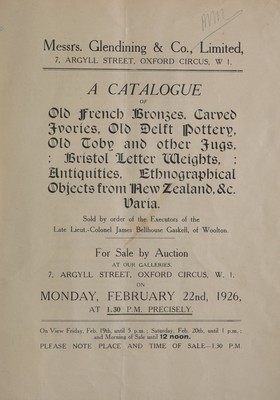 Messrs. Glendining & Co., Limited,
7, ARGYLL STREET, OXFORD CIRCUS, W 1.
A CATALOGUE
OF
Old French Bronzes, Carved
Ivories, Old Delft Pottery,
Old Toby and other Jugs,
: Bristol Letter Weights, :
Antiquities, Ethnographical
Objects from New Zealand, &c.
Varia.
Sold by order of the Executors of the
Late Lieut.-Colonel James Bellhouse Gaskell, of Woolton.
For Sale by Auction
AT OUR GALLERIES,
7, ARGYLL STREET, OXFORD CIRCUS, W 1;
ON
MONDAY, FEBRUARY 22nd, 1926,
AT 1.30 P.M. PRECISELY.
On View Friday, Feb. 19th, until 5 p.m.; Saturday, Feb. 20th, until 1 p.m.;
and Morning of Sale until 12 noon.
PLEASE NOTE PLACE AND TIME OF SALE—1.30 P.M